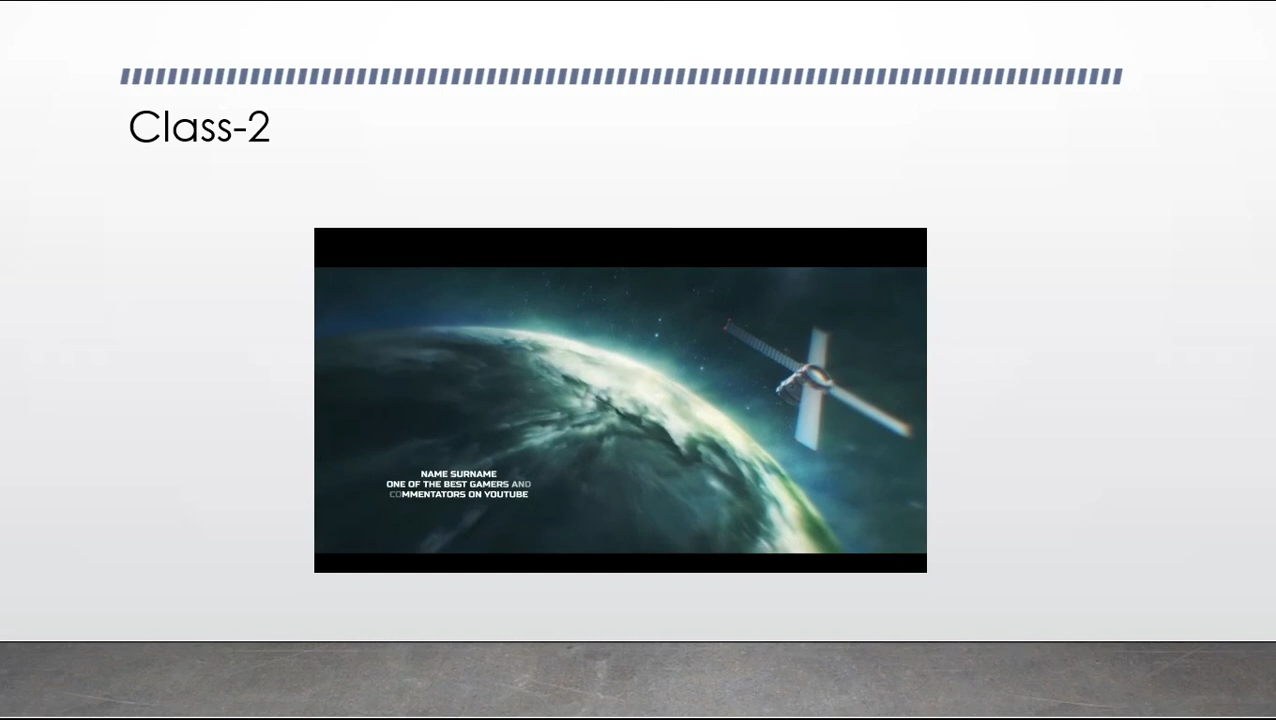 Class-2
NAME SURNAME
ONE OF THE BEST GAMERS AND
COMMENTATORS ON YOUTUBE